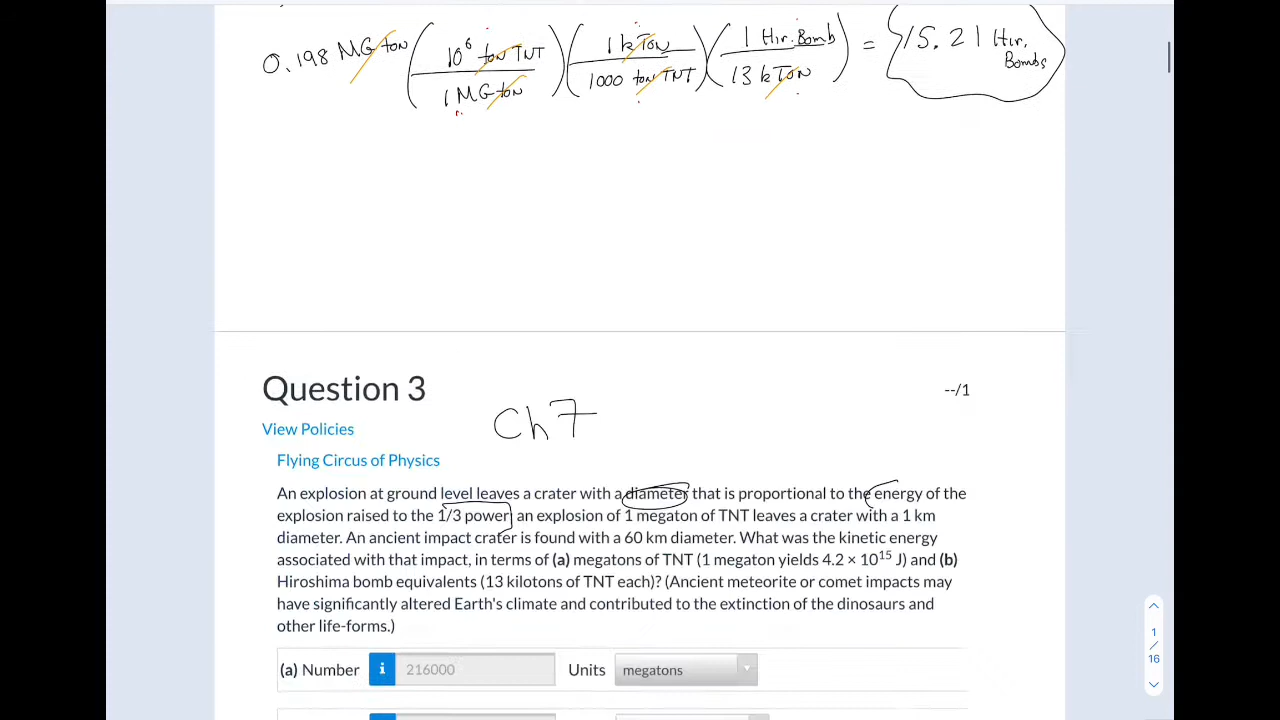 0.198 MG ton (10⁶ ton TNT / 1 MG ton) (1 k Ton / 1000 ton TNT) (1 Hir. Bomb / 13 k Ton) = 15.21 Hir. Bombs
Question 3
--/1
Ch 7
View Policies
Flying Circus of Physics
An explosion at ground level leaves a crater with a diameter that is proportional to the energy of the
explosion raised to the 1/3 power; an explosion of 1 megaton of TNT leaves a crater with a 1 km
diameter. An ancient impact crater is found with a 60 km diameter. What was the kinetic energy
associated with that impact, in terms of (a) megatons of TNT (1 megaton yields 4.2 × 10¹⁵ J) and (b)
Hiroshima bomb equivalents (13 kilotons of TNT each)? (Ancient meteorite or comet impacts may
have significantly altered Earth's climate and contributed to the extinction of the dinosaurs and
other life-forms.)
(a) Number i 216000 Units megatons
1
/
16